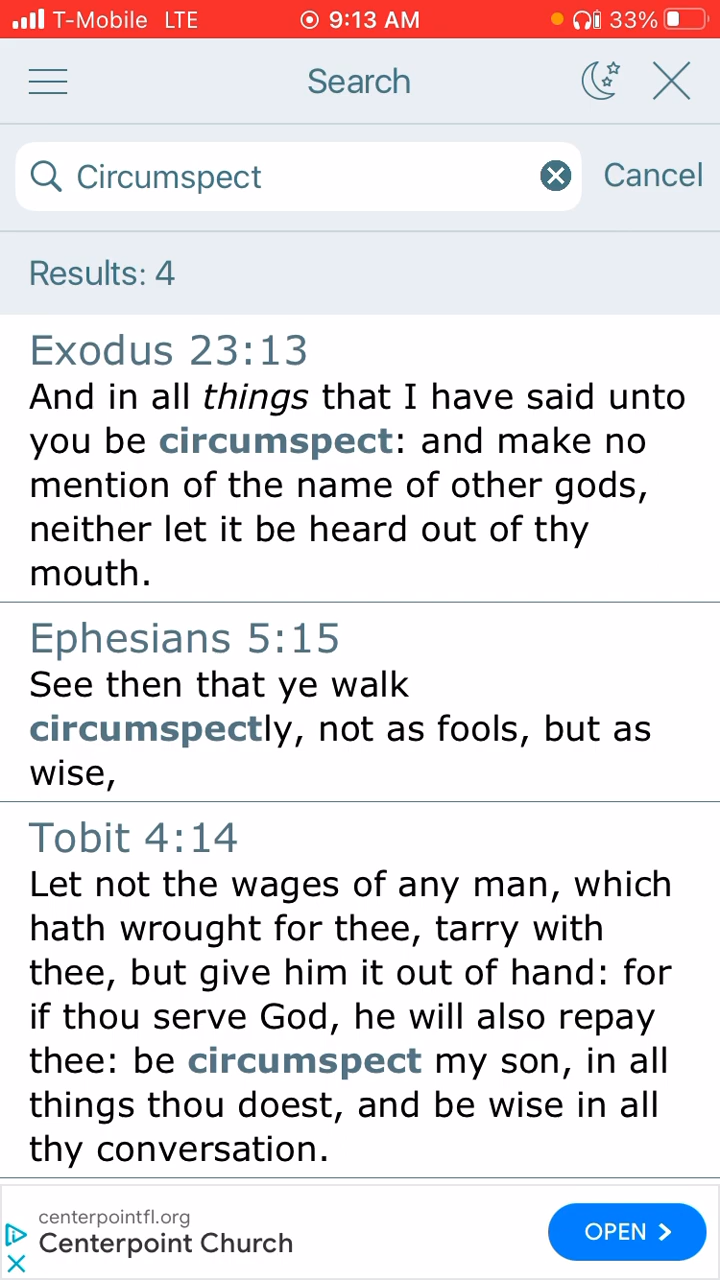 T-Mobile LTE 9:13 AM 33%
Search
Circumspect Cancel
Results: 4
Exodus 23:13
And in all things that I have said unto
you be circumspect: and make no
mention of the name of other gods,
neither let it be heard out of thy
mouth.
Ephesians 5:15
See then that ye walk
circumspectly, not as fools, but as
wise,
Tobit 4:14
Let not the wages of any man, which
hath wrought for thee, tarry with
thee, but give him it out of hand: for
if thou serve God, he will also repay
thee: be circumspect my son, in all
things thou doest, and be wise in all
thy conversation.
centerpointfl.org
Centerpoint Church
OPEN